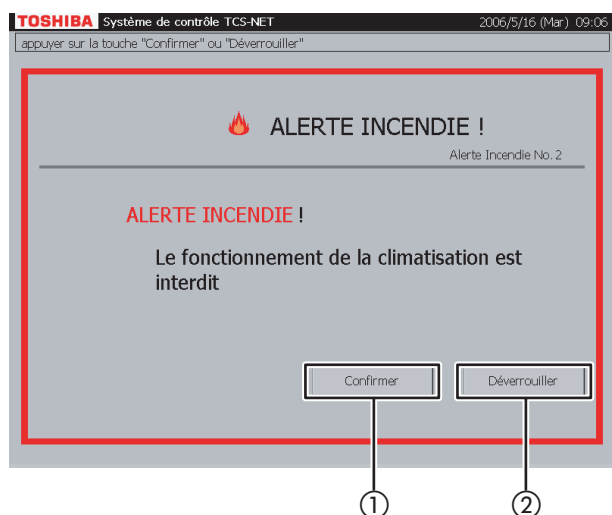 TOSHIBA Système de contrôle TCS-NET 2006/5/16 (Mar) 09:06
appuyer sur la touche "Confirmer" ou "Déverrouiller"
ALERTE INCENDIE !
Alerte Incendie No. 2
ALERTE INCENDIE !
Le fonctionnement de la climatisation est
interdit
Confirmer Déverrouiller
① ②